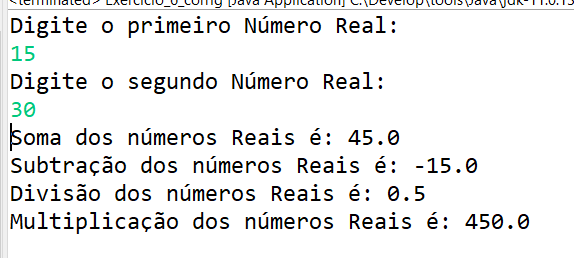 <terminated> Exercicio_6_corrig [Java Application] C:\Develop\tools\Java\jdk-11.0.13
Digite o primeiro Número Real:
15
Digite o segundo Número Real:
30
Soma dos números Reais é: 45.0
Subtração dos números Reais é: -15.0
Divisão dos números Reais é: 0.5
Multiplicação dos números Reais é: 450.0